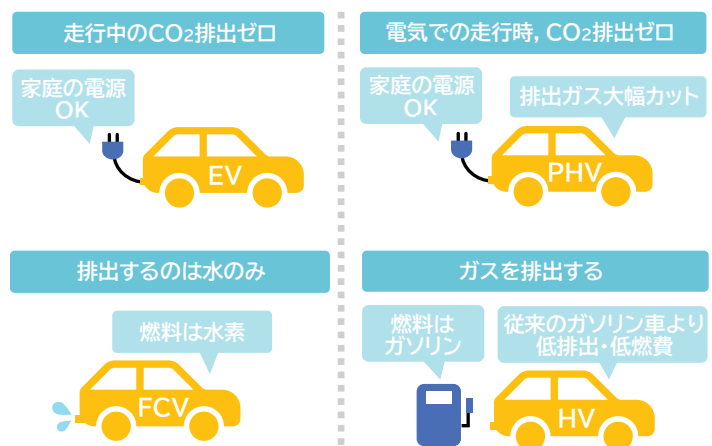 走行中のCO2排出ゼロ
家庭の電源
OK
EV
電気での走行時, CO2排出ゼロ
家庭の電源
OK
排出ガス大幅カット
PHV
排出するのは水のみ
燃料は水素
FCV
ガスを排出する
燃料は
ガソリン
従来のガソリン車より
低排出・低燃費
HV